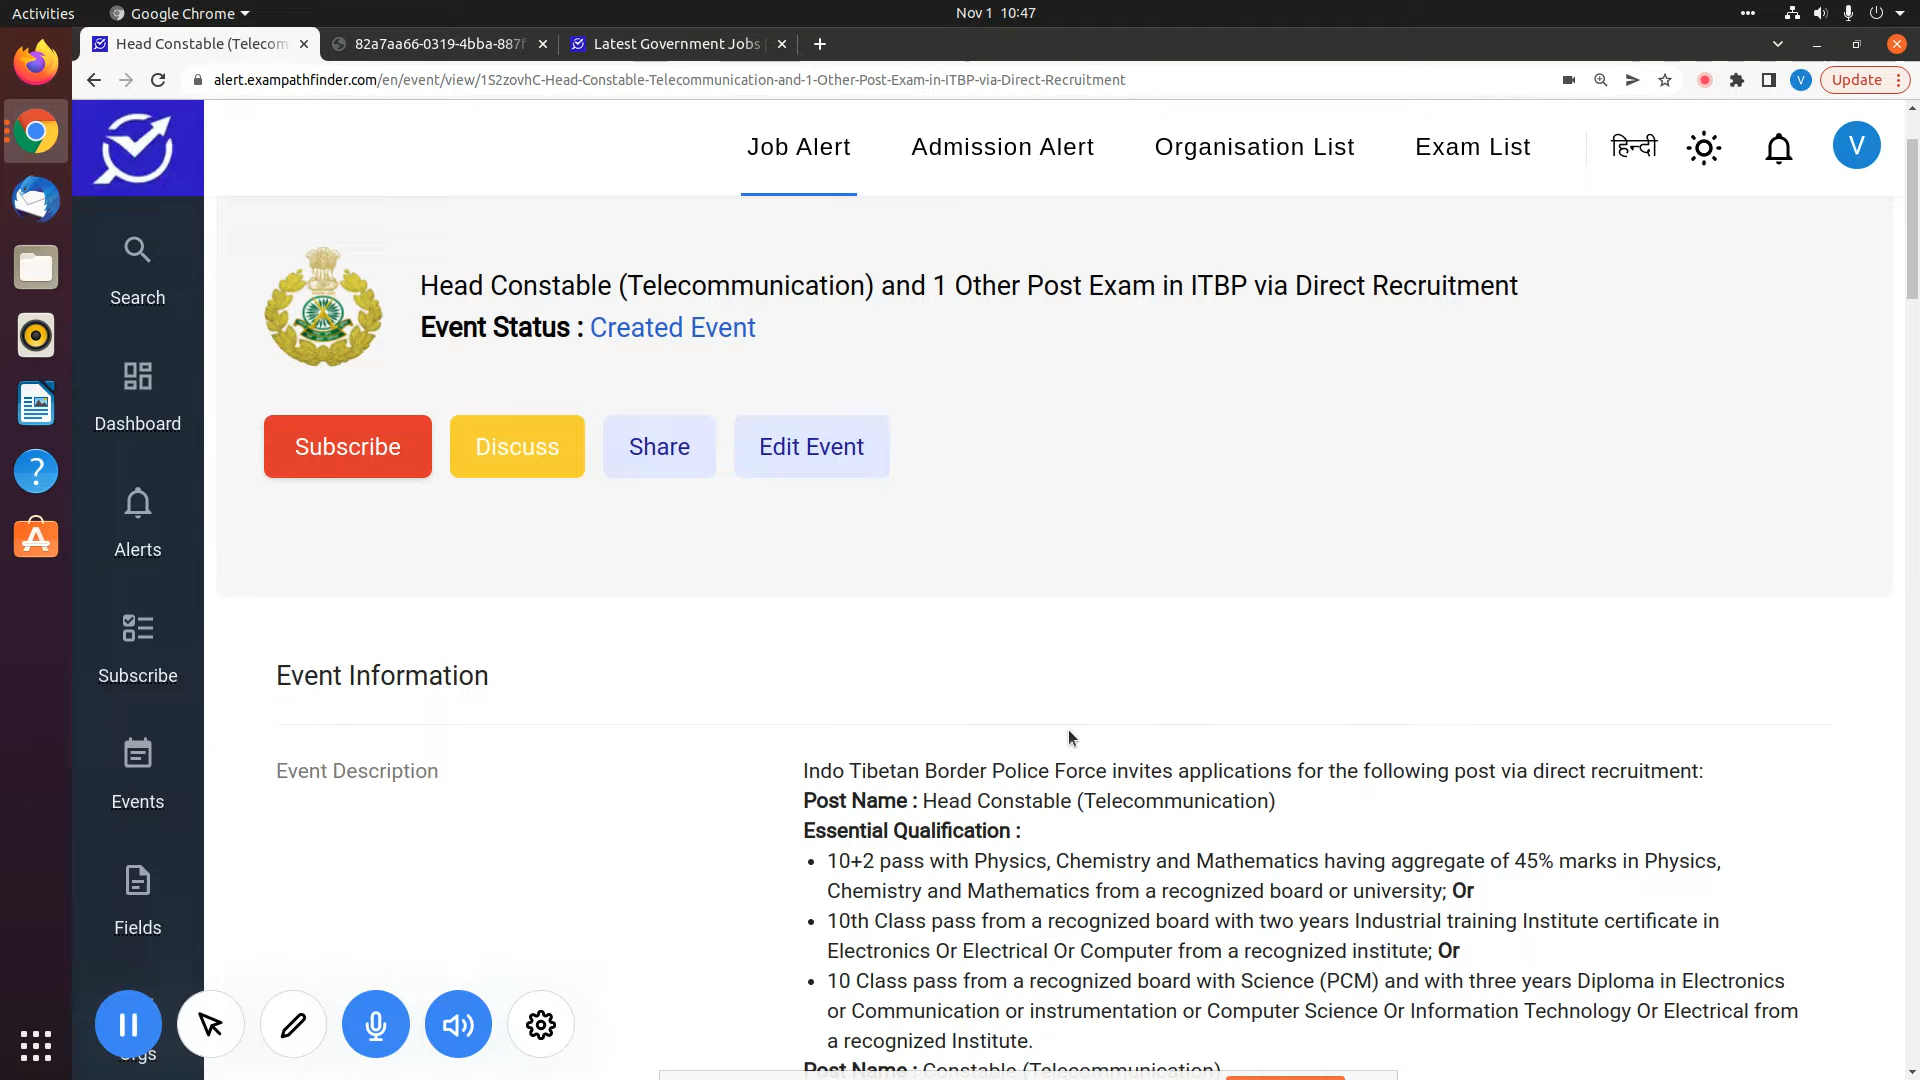 Activities
Google Chrome
Nov 1 10:47
Head Constable (Telecom
82a7aa66-0319-4bba-887f
Latest Government Jobs
alert.exampathfinder.com/en/event/view/1S2zovhC-Head-Constable-Telecommunication-and-1-Other-Post-Exam-in-ITBP-via-Direct-Recruitment
V
Update
Job Alert
Admission Alert
Organisation List
Exam List
हिन्दी
V
Search
Dashboard
Alerts
Subscribe
Events
Fields
Orgs
Head Constable (Telecommunication) and 1 Other Post Exam in ITBP via Direct Recruitment
Event Status : Created Event
Subscribe
Discuss
Share
Edit Event
Event Information
Event Description
Indo Tibetan Border Police Force invites applications for the following post via direct recruitment:
Post Name : Head Constable (Telecommunication)
Essential Qualification :
• 10+2 pass with Physics, Chemistry and Mathematics having aggregate of 45% marks in Physics,
Chemistry and Mathematics from a recognized board or university; Or
• 10th Class pass from a recognized board with two years Industrial training Institute certificate in
Electronics Or Electrical Or Computer from a recognized institute; Or
• 10 Class pass from a recognized board with Science (PCM) and with three years Diploma in Electronics
or Communication or instrumentation or Computer Science Or Information Technology Or Electrical from
a recognized Institute.
Post Name : Constable (Telecommunication)